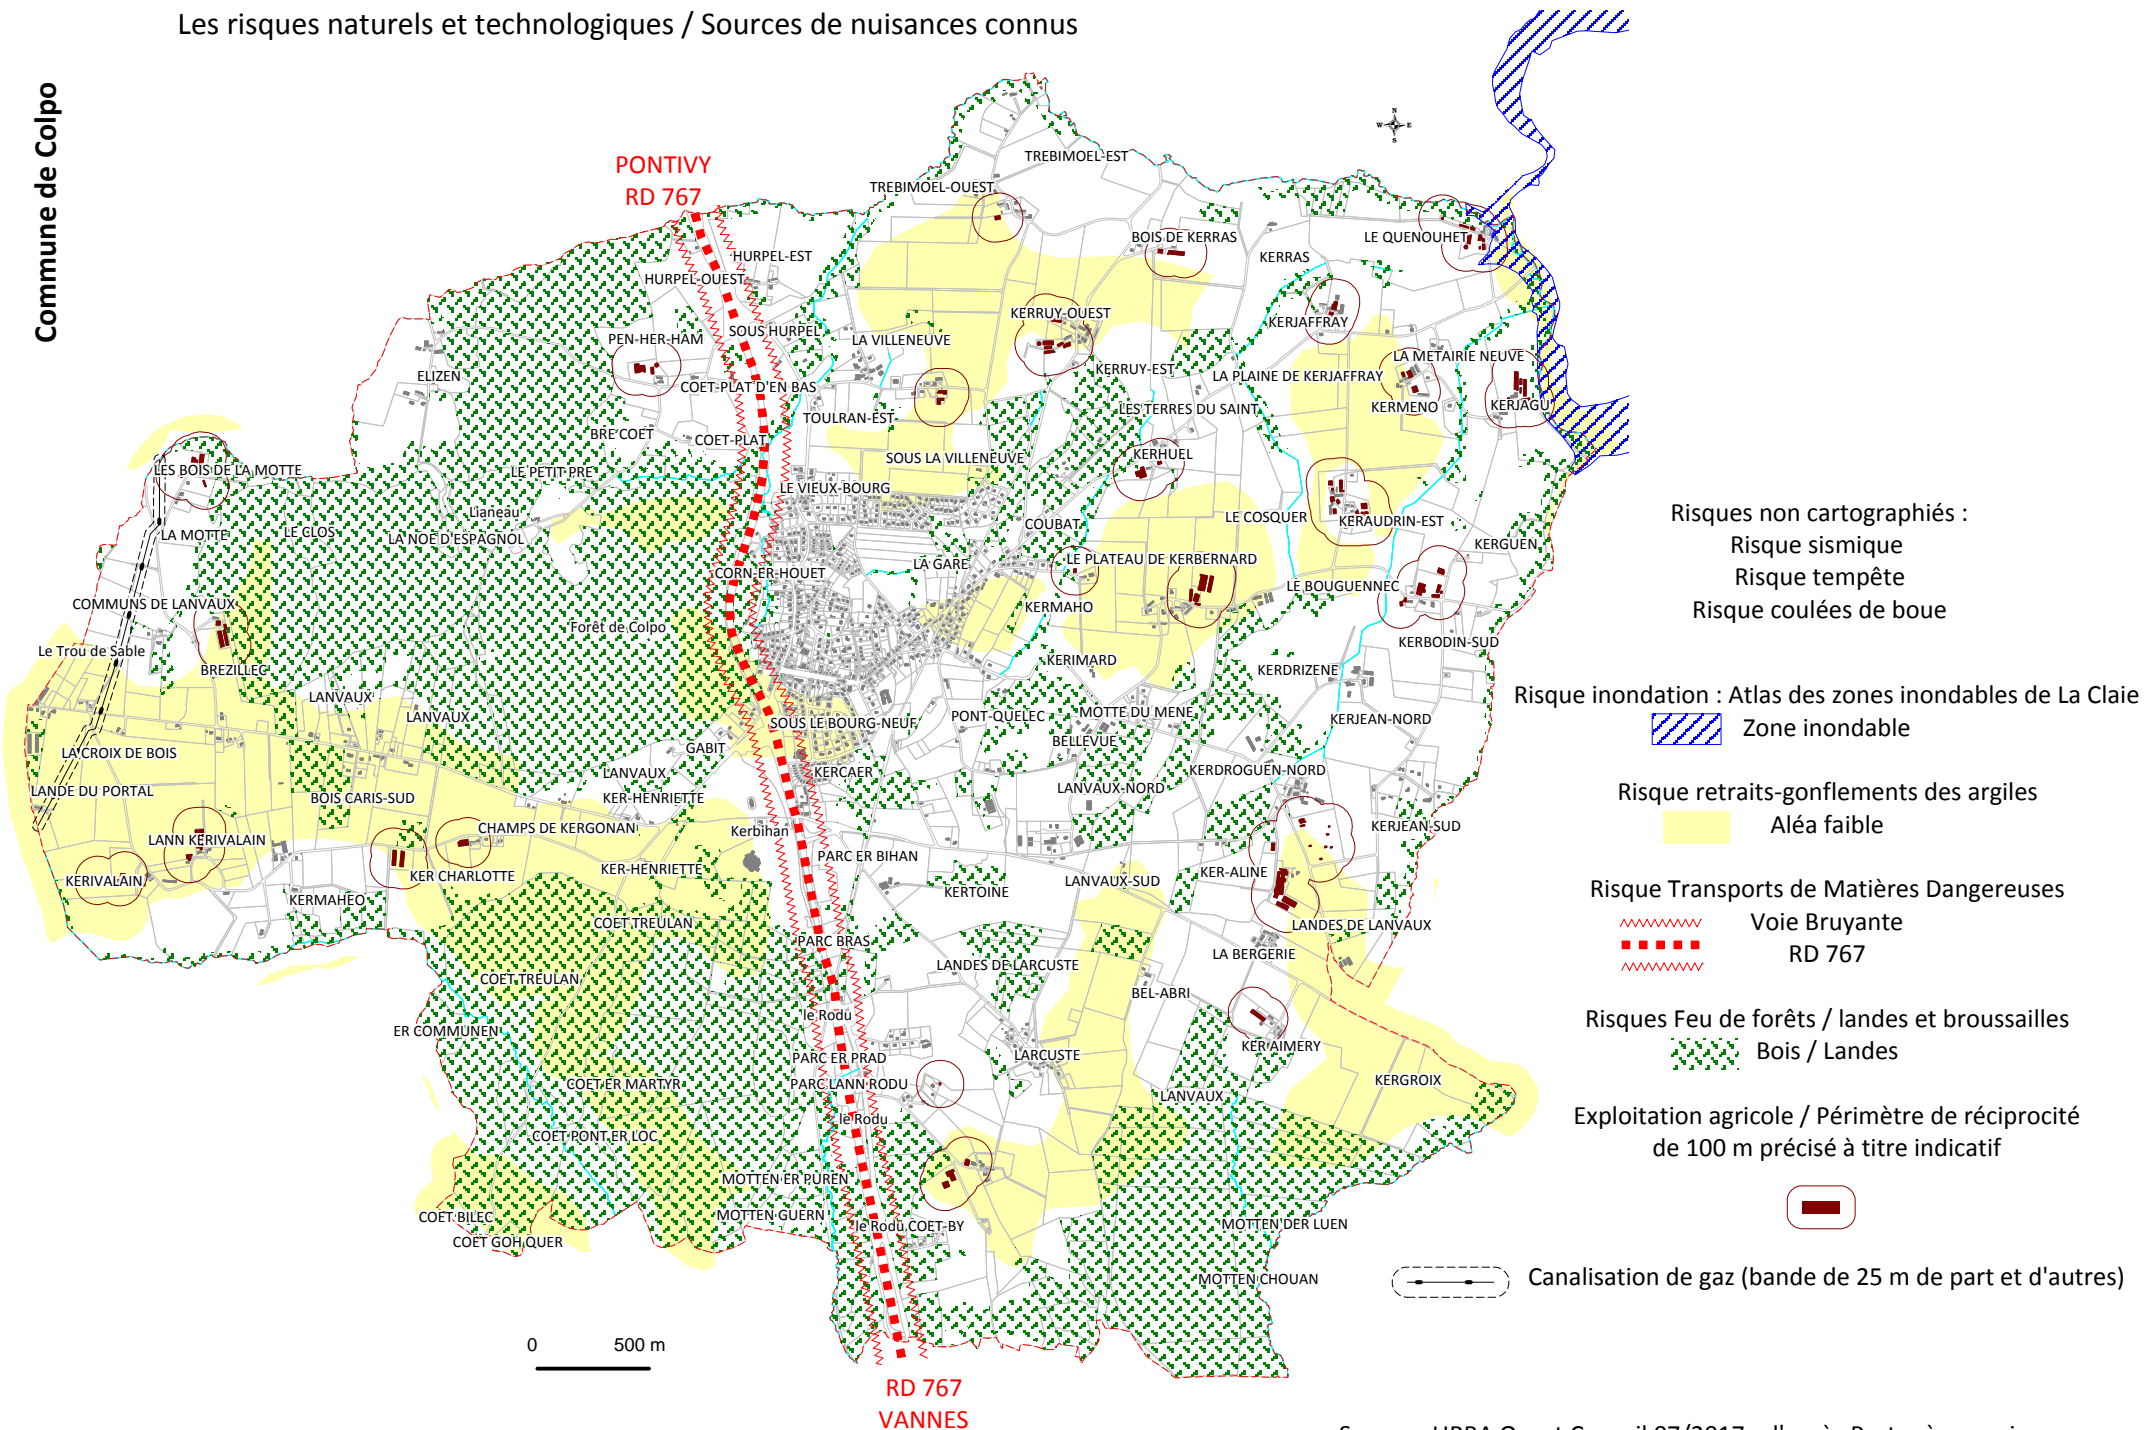 Les risques naturels et technologiques / Sources de nuisances connus
Commune de Colpo
N
W E
S
PONTIVY
RD 767
TREBIMOEL-EST
TREBIMOEL-OUEST
BOIS DE KERRAS
LE QUENOUHET
KERRAS
HURPEL-EST
HURPEL-OUEST
KERRUY-OUEST
KERJAFFRAY
SOUS HURPEL
PEN-HER-HAM
LA VILLENEUVE
LA METAIRIE NEUVE
KERRUY-EST
LA PLAINE DE KERJAFFRAY
ELIZEN
COET-PLAT D'EN BAS
TOULRAN-EST
LES TERRES DU SAINT
KERMENO
KERJAGU
BRE COET
COET-PLAT
LES BOIS DE LA MOTTE
LE PETIT PRE
SOUS LA VILLENEUVE
KERHUEL
LE VIEUX-BOURG
Lianeau
LE COSQUER
KERAUDRIN-EST
COUBAT
LA MOTTE
LE CLOS
LA NOE D'ESPAGNOL
KERGUEN
LA GARE
LE PLATEAU DE KERBERNARD
CORN-ER-HOUET
LE BOUGUENNEC
COMMUNS DE LANVAUX
KERMAHO
Forêt de Colpo
Le Trou de Sable
KERBODIN-SUD
BREZILLEC
KERIMARD
KERDRIZENE
LANVAUX
LANVAUX
SOUS LE BOURG-NEUF
PONT-QUELEC
MOTTE DU MENE
KERJEAN-NORD
LA CROIX DE BOIS
GABIT
BELLEVUE
LANVAUX
KERCAER
KERDROGUEN-NORD
LANDE DU PORTAL
BOIS CARIS-SUD
KER-HENRIETTE
LANVAUX-NORD
CHAMPS DE KERGONAN
Kerbihan
KERJEAN-SUD
LANN KERIVALAIN
PARC ER BIHAN
KERIVALAIN
KER CHARLOTTE
KER-HENRIETTE
KER-ALINE
LANVAUX-SUD
KERTOINE
KERMAHEO
COET TREULAN
LANDES DE LANVAUX
PARC BRAS
LA BERGERIE
LANDES DE LARCUSTE
COET TREULAN
BEL-ABRI
le Rodu
ER COMMUNEN
KER AIMERY
PARC ER PRAD
LARCUSTE
COET ER MARTYR
PARC LANN RODU
KERGROIX
LANVAUX
le Rodu
COET PONT ER LOC
MOTTEN ER PUREN
COET BILEC
MOTTEN GUERN
le Rodu COET-BY
MOTTEN DER LUEN
COET GOH QUER
MOTTEN CHOUAN
0 500 m
RD 767
VANNES
Risques non cartographiés :
Risque sismique
Risque tempête
Risque coulées de boue
Risque inondation : Atlas des zones inondables de La Claie
Zone inondable
Risque retraits-gonflements des argiles
Aléa faible
Risque Transports de Matières Dangereuses
Voie Bruyante
RD 767
Risques Feu de forêts / landes et broussailles
Bois / Landes
Exploitation agricole / Périmètre de réciprocité
de 100 m précisé à titre indicatif
Canalisation de gaz (bande de 25 m de part et d'autres)